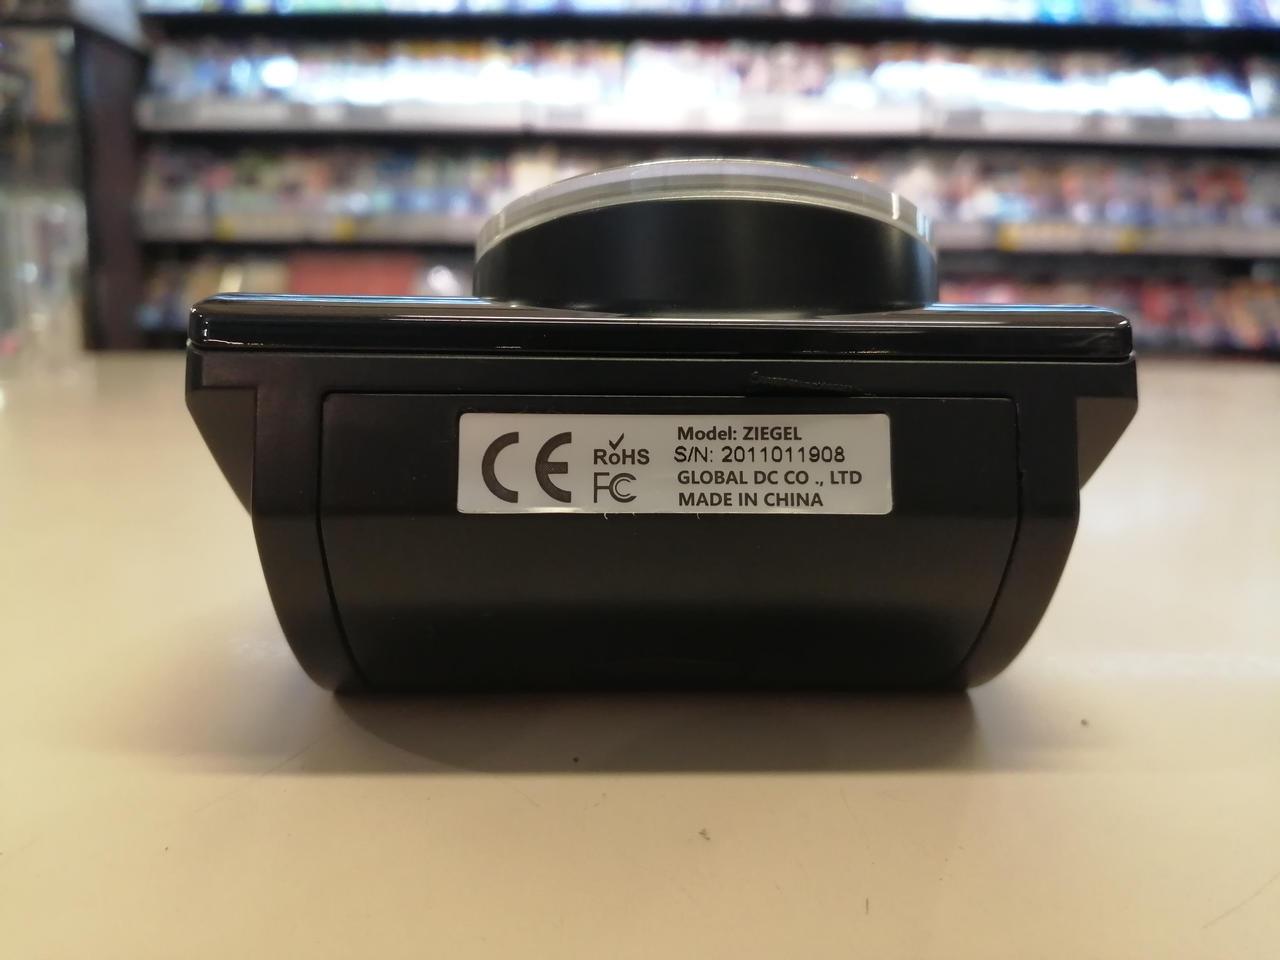 CE
RoHS
FC
Model: ZIEGEL
S/N: 2011011908
GLOBAL DC CO ., LTD
MADE IN CHINA